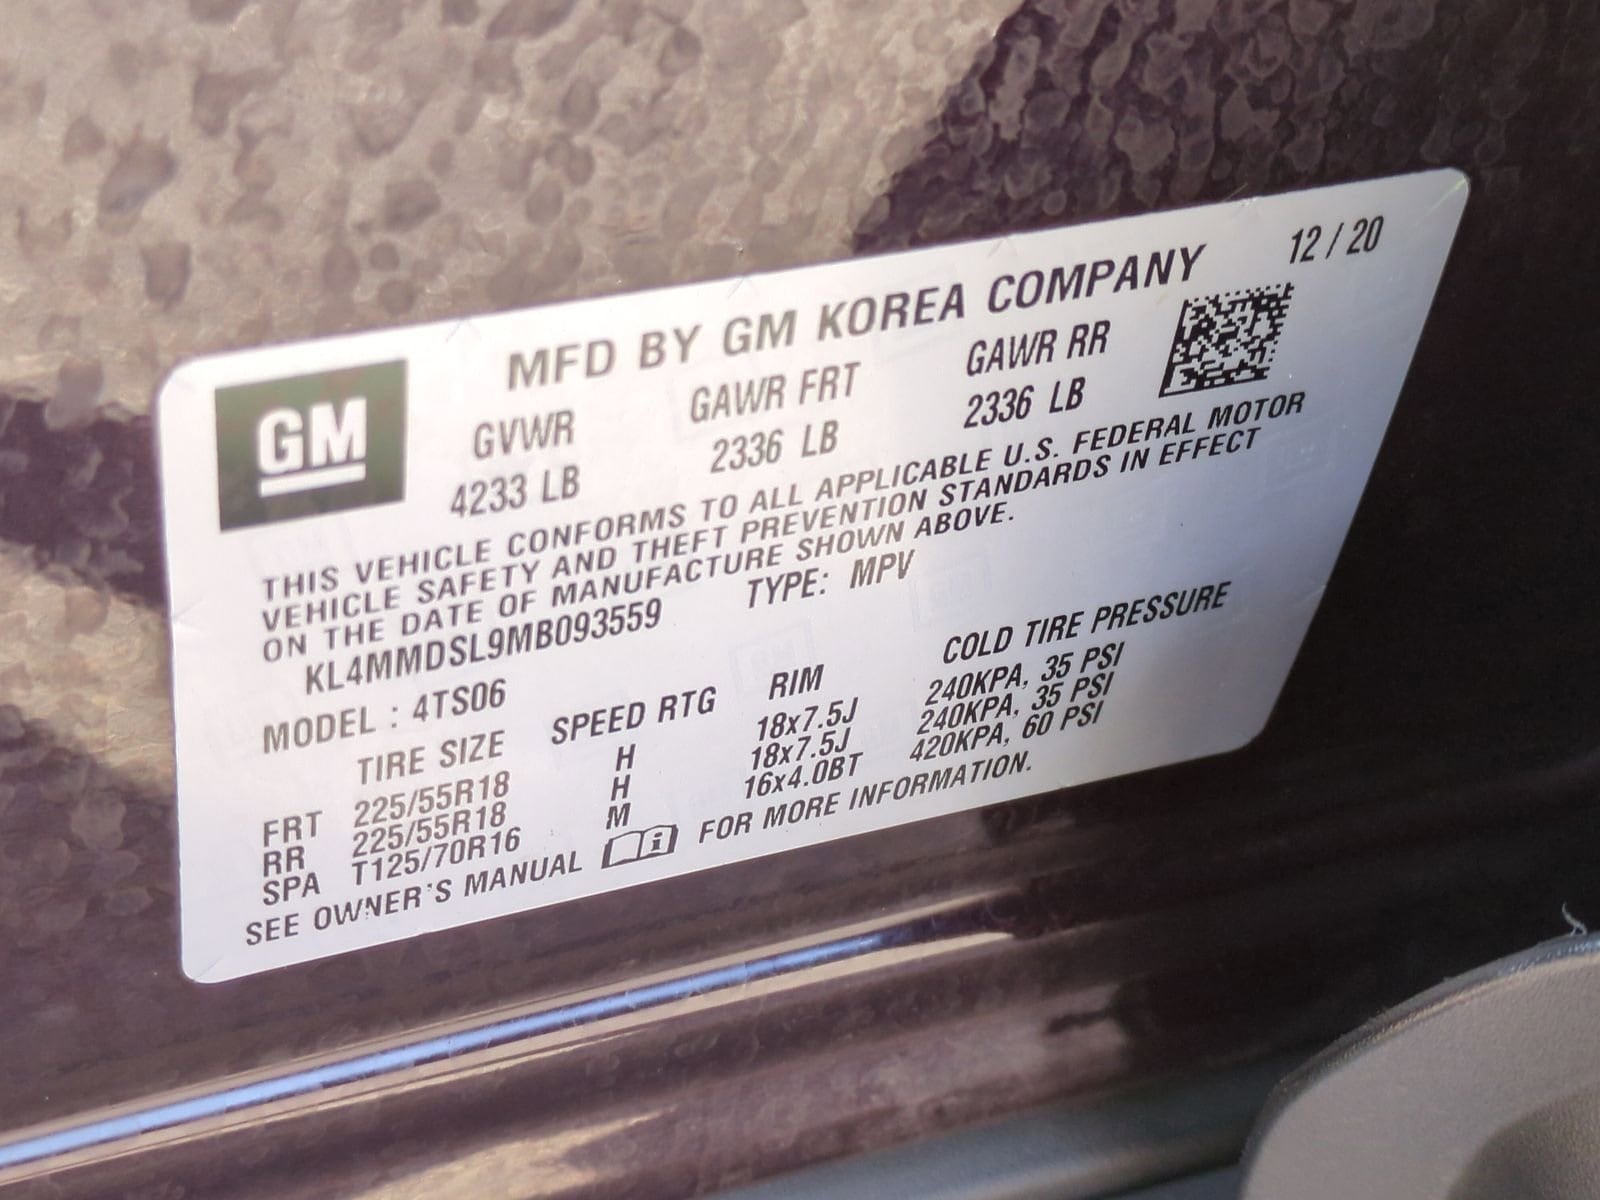 MFD BY GM KOREA COMPANY 12 / 20
GM
GVWR GAWR FRT GAWR RR
4233 LB 2336 LB 2336 LB
THIS VEHICLE CONFORMS TO ALL APPLICABLE U.S. FEDERAL MOTOR
VEHICLE SAFETY AND THEFT PREVENTION STANDARDS IN EFFECT
ON THE DATE OF MANUFACTURE SHOWN ABOVE.
KL4MMDSL9MB093559 TYPE: MPV
MODEL : 4TS06
TIRE SIZE SPEED RTG RIM COLD TIRE PRESSURE
FRT 225/55R18 H 18x7.5J 240KPA, 35 PSI
RR 225/55R18 H 18x7.5J 240KPA, 35 PSI
SPA T125/70R16 M 16x4.0BT 420KPA, 60 PSI
SEE OWNER'S MANUAL i FOR MORE INFORMATION.